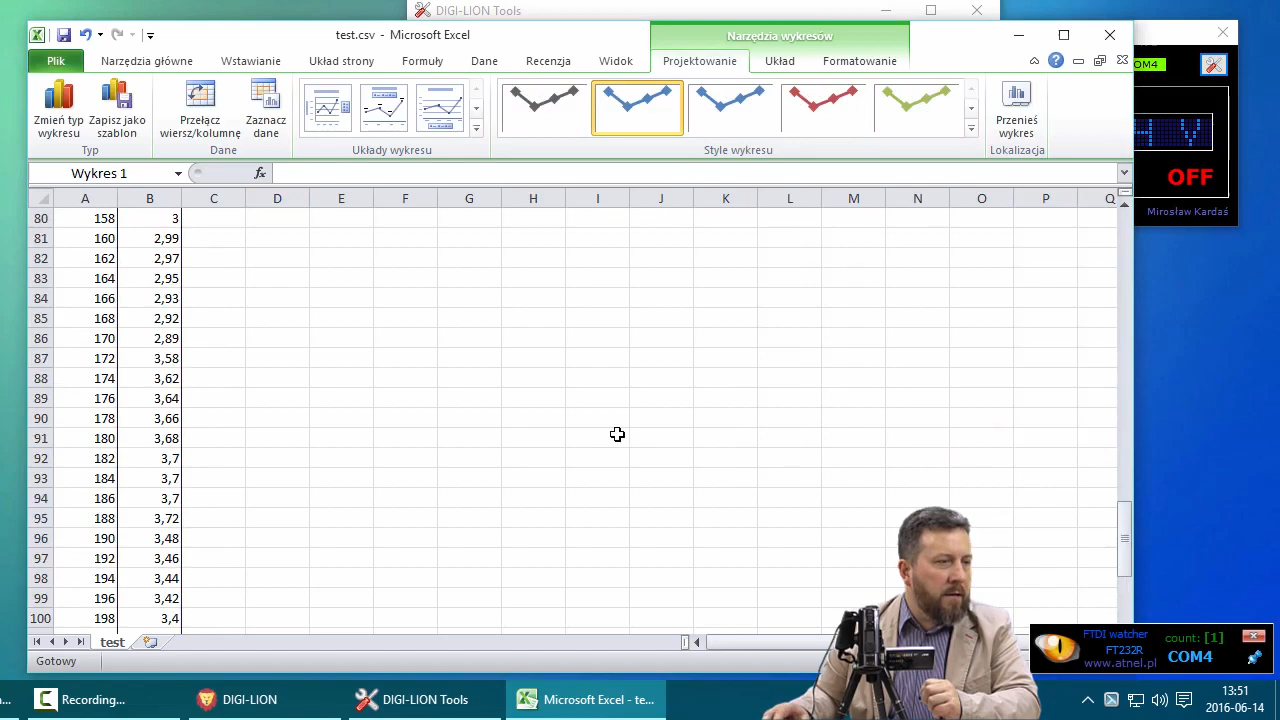 DIGI-LION Tools
test.csv - Microsoft Excel
Narzędzia wykresów
Plik Narzędzia główne Wstawianie Układ strony Formuły Dane Recenzja Widok Projektowanie Układ Formatowanie
COM4
Zmień typ wykresu
Zapisz jako szablon
Przełącz wiersz/kolumnę
Zaznacz dane
Przenieś wykres
Typ Dane Układy wykresu Style wykresu Lokalizacja
OFF
Mirosław Kardaś
Wykres 1 fx
A B C D E F G H I J K L M N O P Q
80 158 3
81 160 2,99
82 162 2,97
83 164 2,95
84 166 2,93
85 168 2,92
86 170 2,89
87 172 3,58
88 174 3,62
89 176 3,64
90 178 3,66
91 180 3,68
92 182 3,7
93 184 3,7
94 186 3,7
95 188 3,72
96 190 3,48
97 192 3,46
98 194 3,44
99 196 3,42
100 198 3,4
test
Gotowy
FTDI watcher
FT232R
www.atnel.pl
count: [1]
COM4
Recording...
DIGI-LION
DIGI-LION Tools
Microsoft Excel - te...
13:51
2016-06-14